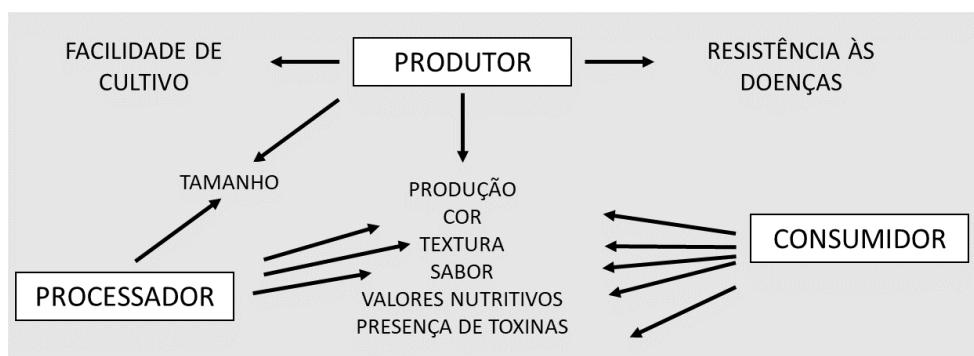 FACILIDADE DE
CULTIVO
PRODUTOR
RESISTÊNCIA ÀS
DOENÇAS
TAMANHO
PRODUÇÃO
COR
TEXTURA
SABOR
VALORES NUTRITIVOS
PRESENÇA DE TOXINAS
PROCESSADOR
CONSUMIDOR